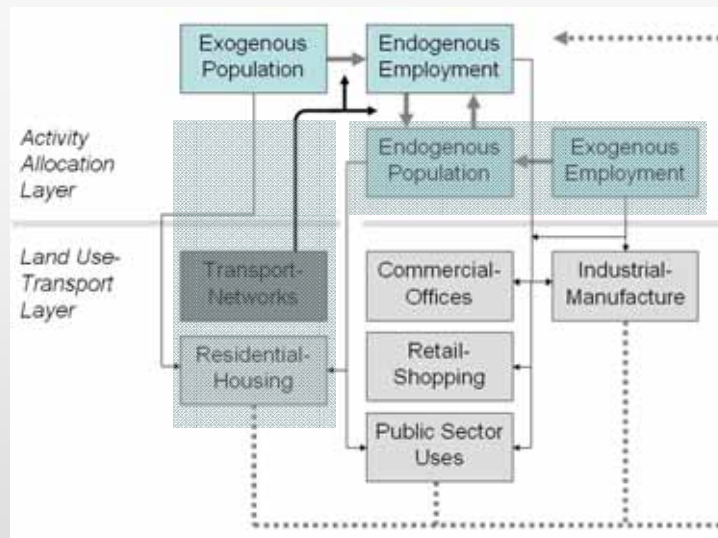 Exogenous
Population
Endogenous
Employment
Activity
Allocation
Layer
Endogenous
Population
Exogenous
Employment
Land Use-
Transport
Layer
Transport-
Networks
Commercial-
Offices
Industrial-
Manufacture
Residential-
Housing
Retail-
Shopping
Public Sector
Uses